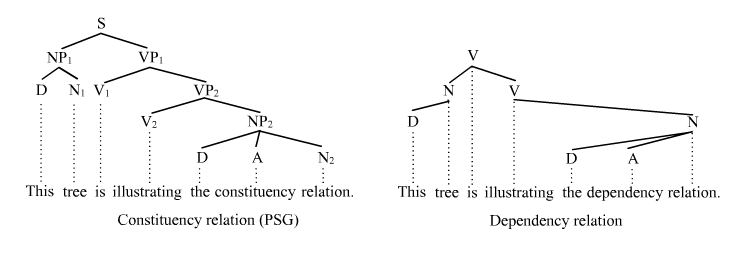 S
V
NP1 VP1
D N1 V1 VP2
N V
V2 NP2
D N
D A N2
D A
This tree is illustrating the constituency relation.
This tree is illustrating the dependency relation.
Constituency relation (PSG)
Dependency relation